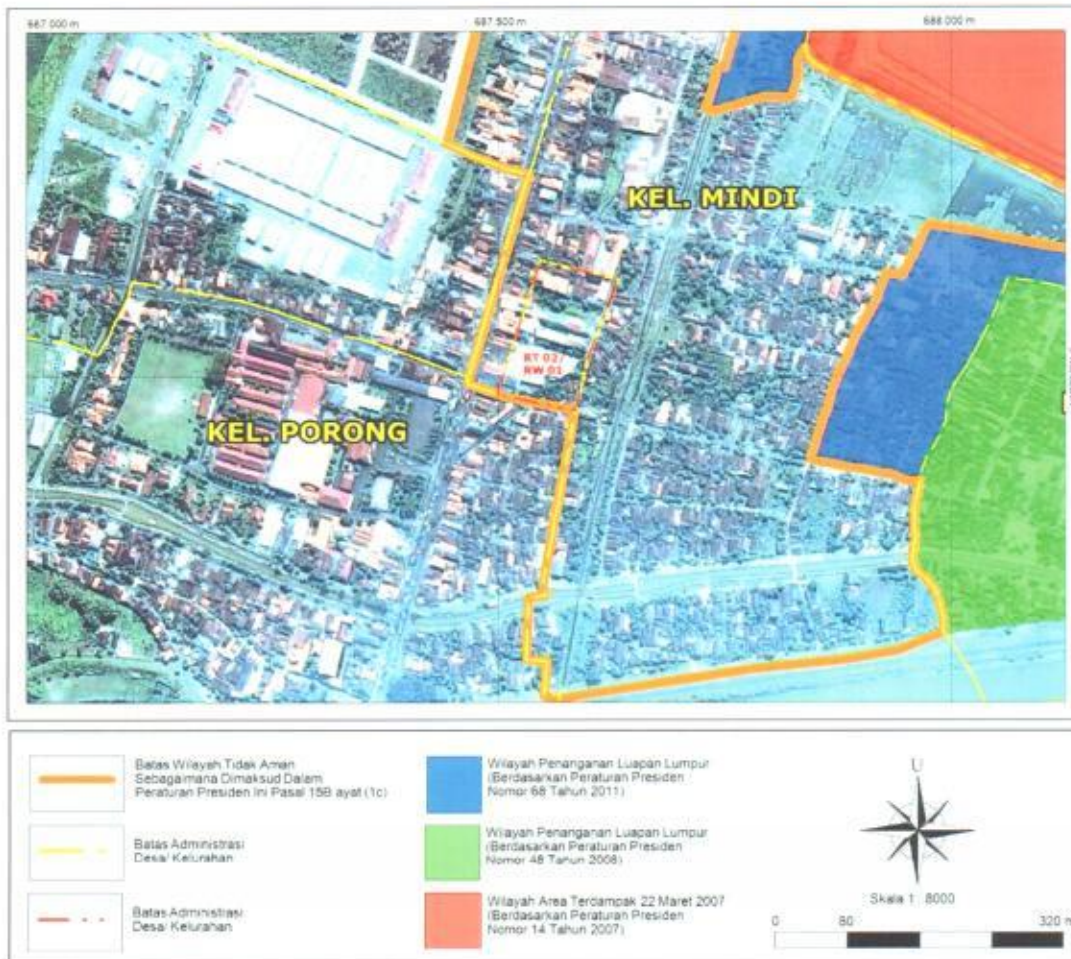 667 000 m
687 500 m
688 000 m
KEL. MINDI
RT 02/
RW 01
KEL. PORONG
Batas Wilayah Tidak Aman
Sebagaimana Dimaksud Dalam
Peraturan Presiden Ini Pasal 15B ayat (1c)
Batas Administrasi
Desa/ Kelurahan
Batas Administrasi
Desa/ Kelurahan
Wilayah Penanganan Luapan Lumpur
(Berdasarkan Peraturan Presiden
Nomor 68 Tahun 2011)
Wilayah Penanganan Luapan Lumpur
(Berdasarkan Peraturan Presiden
Nomor 48 Tahun 2008)
Wilayah Area Terdampak 22 Maret 2007
(Berdasarkan Peraturan Presiden
Nomor 14 Tahun 2007)
U
Skala 1 : 8000
0 80 320 m